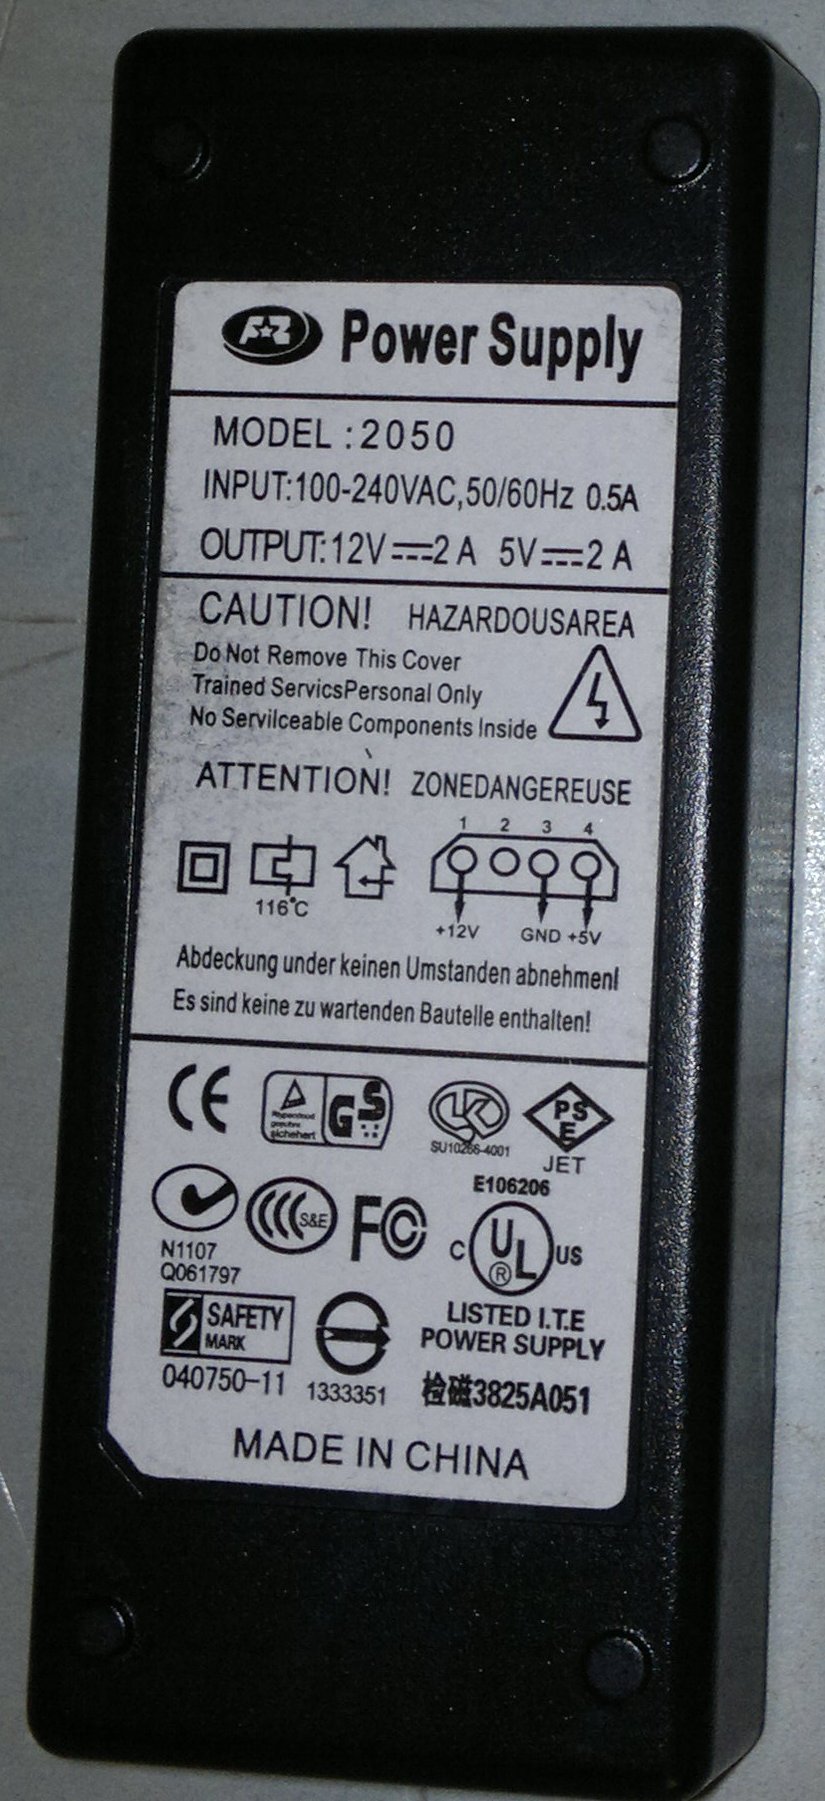 Power Supply
MODEL:2050
INPUT:100-240VAC,50/60Hz 0.5A
OUTPUT:12V⎓2 A 5V⎓2 A
CAUTION! HAZARDOUSAREA
Do Not Remove This Cover
Trained ServicsPersonal Only
No Servilceable Components Inside
ATTENTION! ZONEDANGEREUSE
1 2 3 4
116°C
+12V GND +5V
Abdeckung under keinen Umstanden abnehmen!
Es sind keine zu wartenden Bautelle enthalten!
CE
geprufte
sichehert
GS
SU10266-4001
PS
E
JET
N1107
Q061797
S&E
FC
E106206
C UL US
®
LISTED I.T.E
POWER SUPPLY
SAFETY
MARK
040750-11
1333351
检磁3825A051
MADE IN CHINA